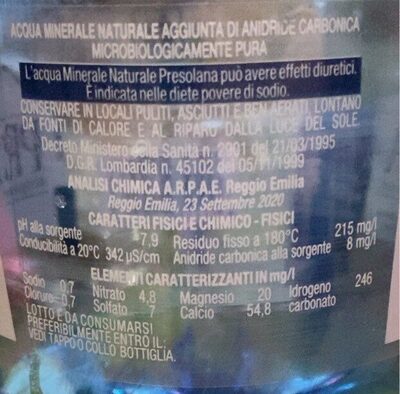 ACQUA MINERALE NATURALE AGGIUNTA DI ANIDRIDE CARBONICA
MICROBIOLOGICAMENTE PURA
L'acqua Minerale Naturale Presolana può avere effetti diuretici.
È indicata nelle diete povere di sodio.
CONSERVARE IN LOCALI PULITI, ASCIUTTI E BEN AERATI, LONTANO
DA FONTI DI CALORE E AL RIPARO DALLA LUCE DEL SOLE.
Decreto Ministero della Sanità n. 2901 del 21/03/1995
D.G.R. Lombardia n. 45102 del 05/11/1999
ANALISI CHIMICA A.R.P.A.E. Reggio Emilia
Reggio Emilia, 23 Settembre 2020
CARATTERI FISICI E CHIMICO - FISICI
pH alla sorgente 7,9 Residuo fisso a 180°C 215 mg/l
Conducibilità a 20°C 342 µS/cm Anidride carbonica alla sorgente 8 mg/l
ELEMENTI CARATTERIZZANTI IN mg/l
Sodio 0,7 Nitrato 4,8 Magnesio 20 Idrogeno 246
Cloruro 0,7 Solfato 7 Calcio 54,8 carbonato
LOTTO E DA CONSUMARSI
PREFERIBILMENTE ENTRO IL:
VEDI TAPPO O COLLO BOTTIGLIA.